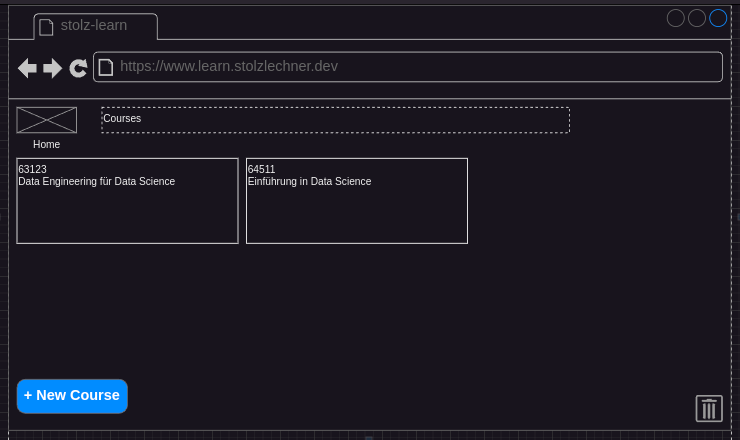 stolz-learn
https://www.learn.stolzlechner.dev
Courses
Home
63123
Data Engineering für Data Science
64511
Einführung in Data Science
+ New Course